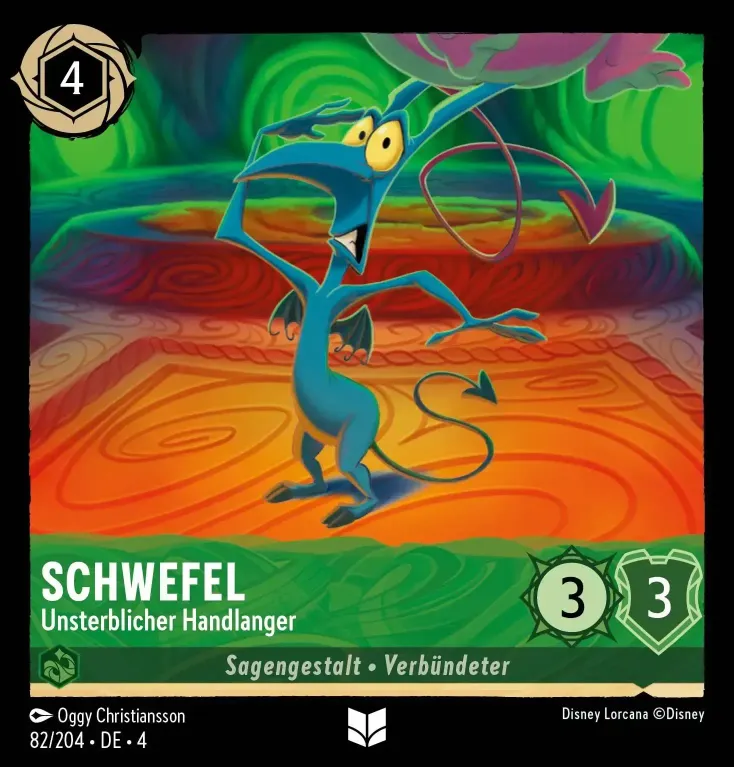 4
SCHWEFEL
Unsterblicher Handlanger
3
3
Sagengestalt • Verbündeter
Oggy Christiansson
Disney Lorcana ©Disney
82/204 • DE • 4